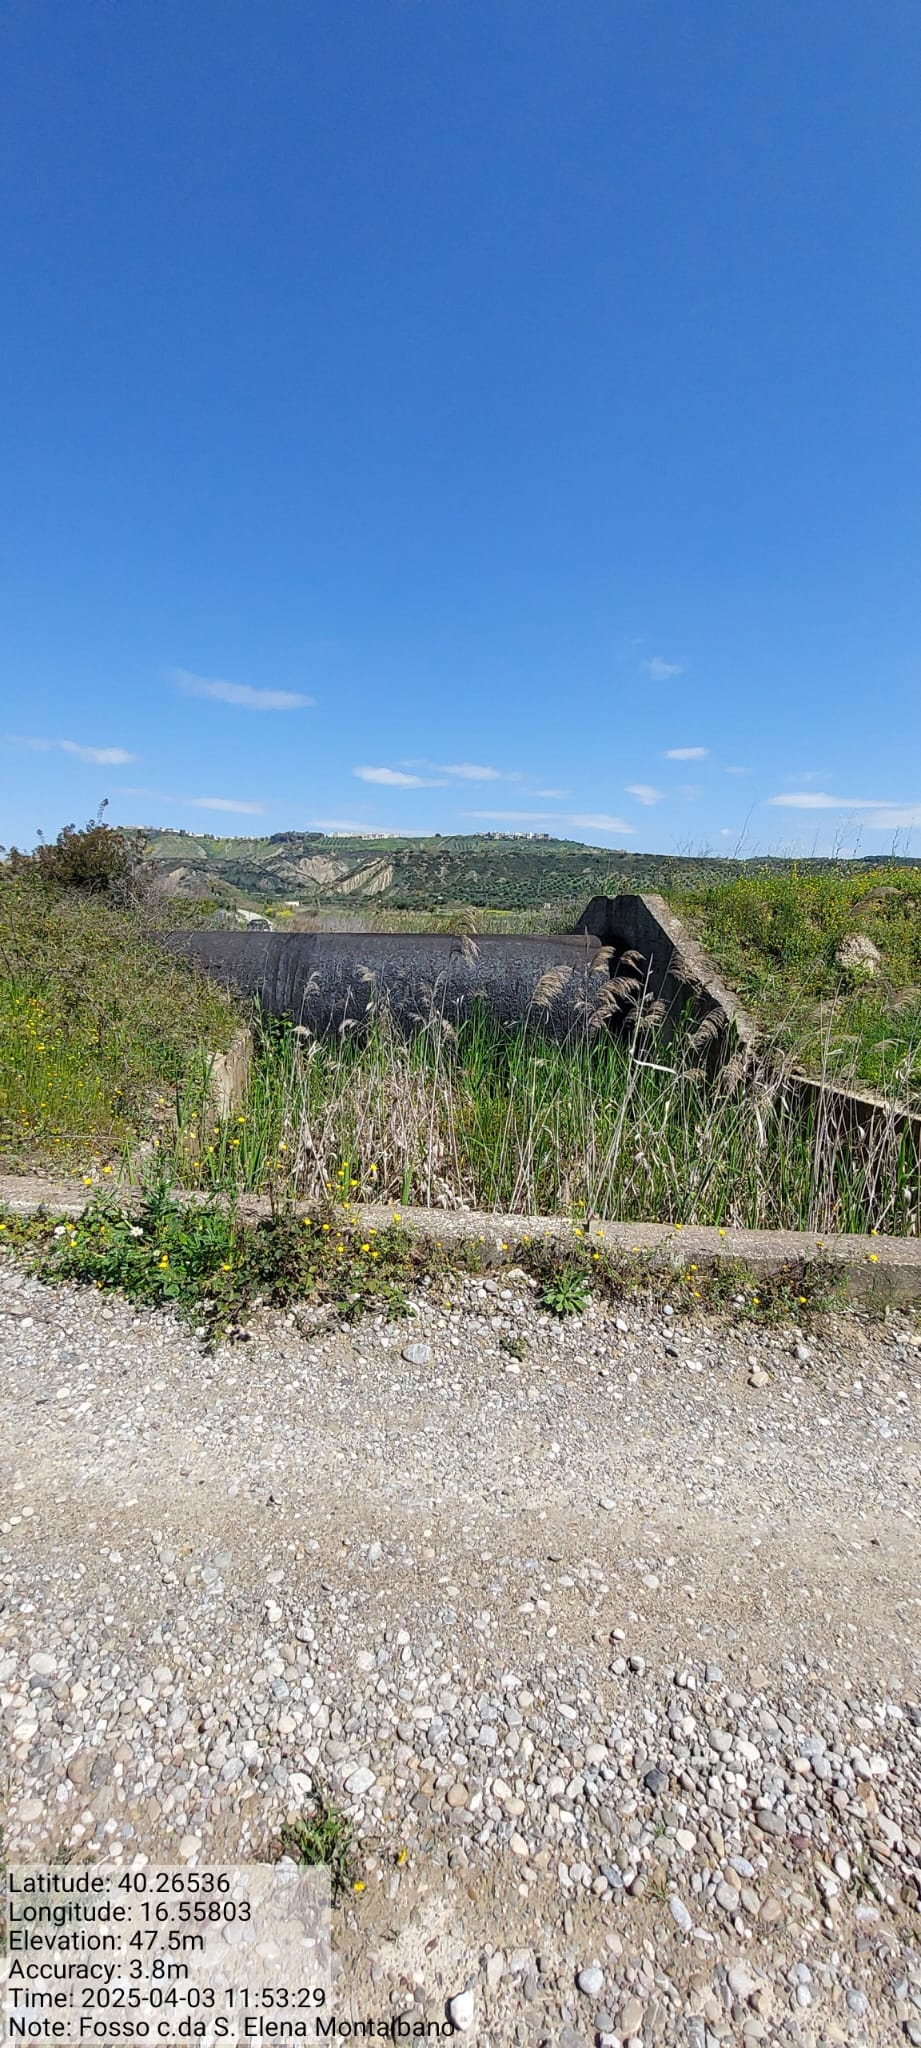 Latitude: 40.26536
Longitude: 16.55803
Elevation: 47.5m
Accuracy: 3.8m
Time: 2025-04-03 11:53:29
Note: Fosso c.da S. Elena Montalbano